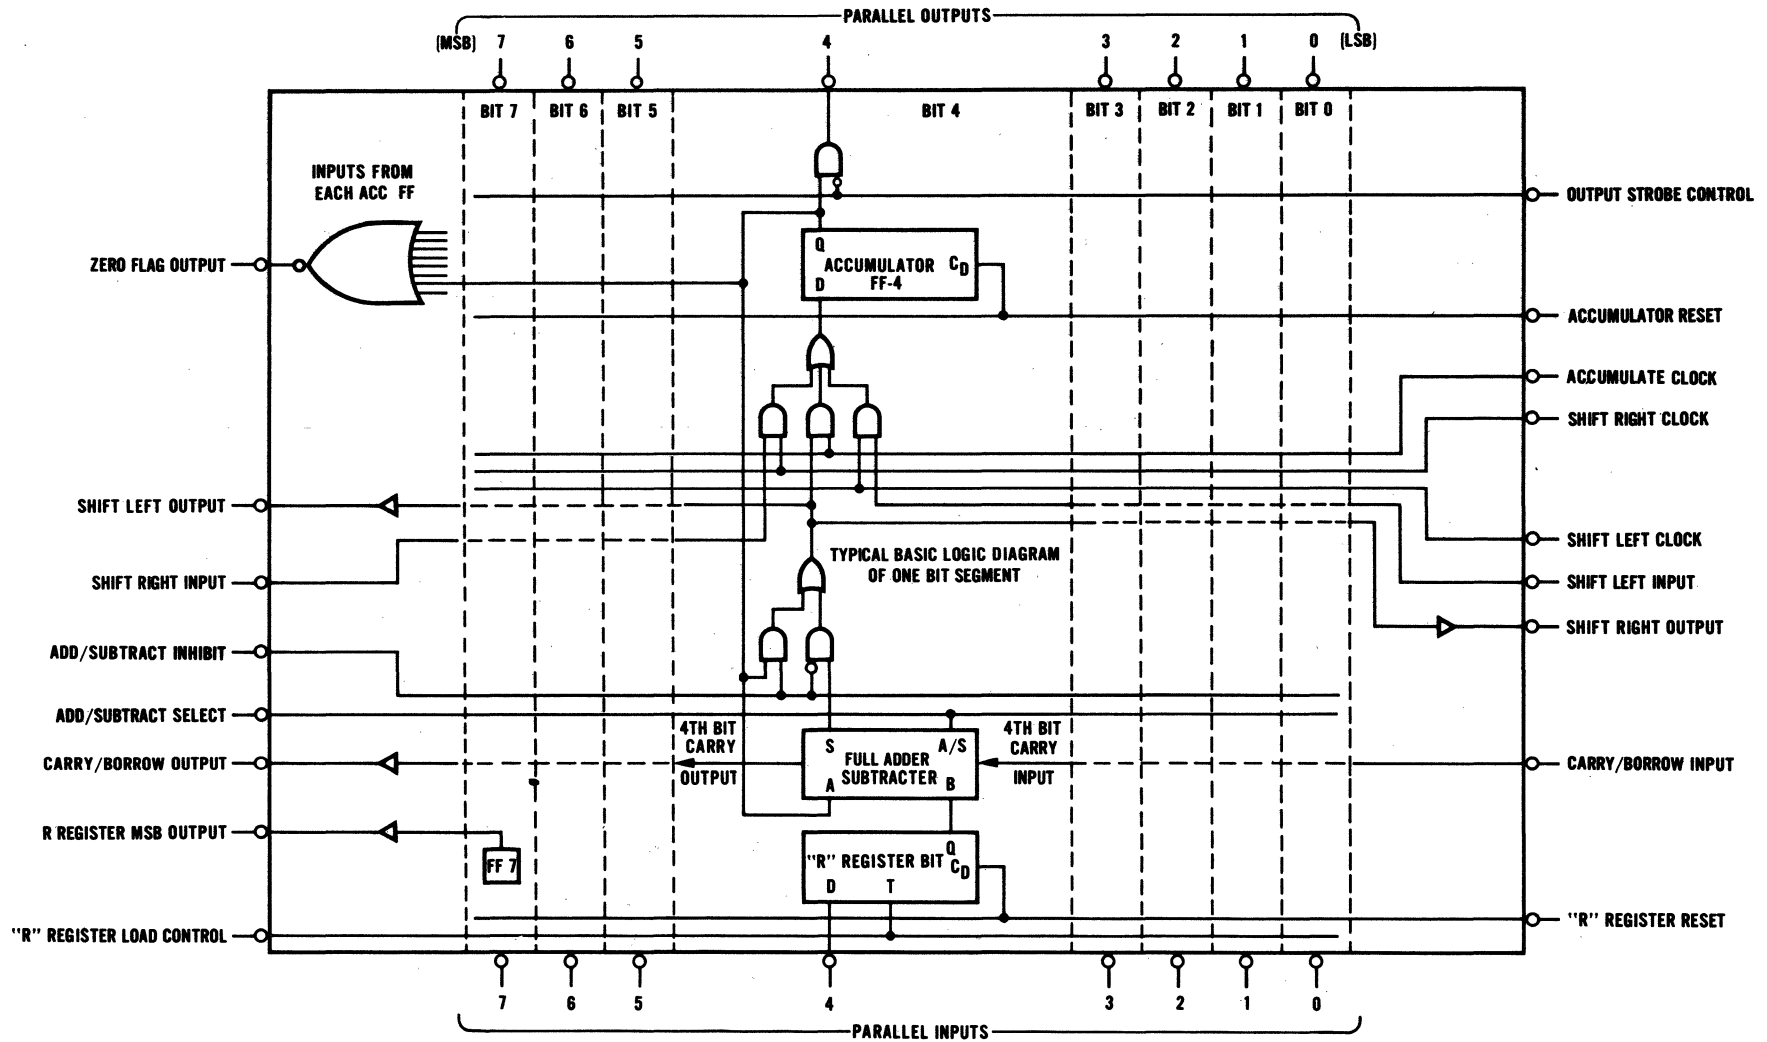 PARALLEL OUTPUTS
(MSB) 7 6 5 4 3 2 1 0 (LSB)
BIT 7 BIT 6 BIT 5 BIT 4 BIT 3 BIT 2 BIT 1 BIT 0
INPUTS FROM
EACH ACC FF
OUTPUT STROBE CONTROL
ZERO FLAG OUTPUT
Q
ACCUMULATOR CD
FF-4
D
ACCUMULATOR RESET
ACCUMULATE CLOCK
SHIFT RIGHT CLOCK
SHIFT LEFT OUTPUT
SHIFT LEFT CLOCK
TYPICAL BASIC LOGIC DIAGRAM
OF ONE BIT SEGMENT
SHIFT RIGHT INPUT
SHIFT LEFT INPUT
SHIFT RIGHT OUTPUT
ADD/SUBTRACT INHIBIT
ADD/SUBTRACT SELECT
4TH BIT
CARRY
OUTPUT
S A/S
FULL ADDER
SUBTRACTER
A B
4TH BIT
CARRY
INPUT
CARRY/BORROW OUTPUT
CARRY/BORROW INPUT
R REGISTER MSB OUTPUT
FF 7
"R" REGISTER BIT Q
CD
D T
"R" REGISTER RESET
"R" REGISTER LOAD CONTROL
7 6 5 4 3 2 1 0
PARALLEL INPUTS